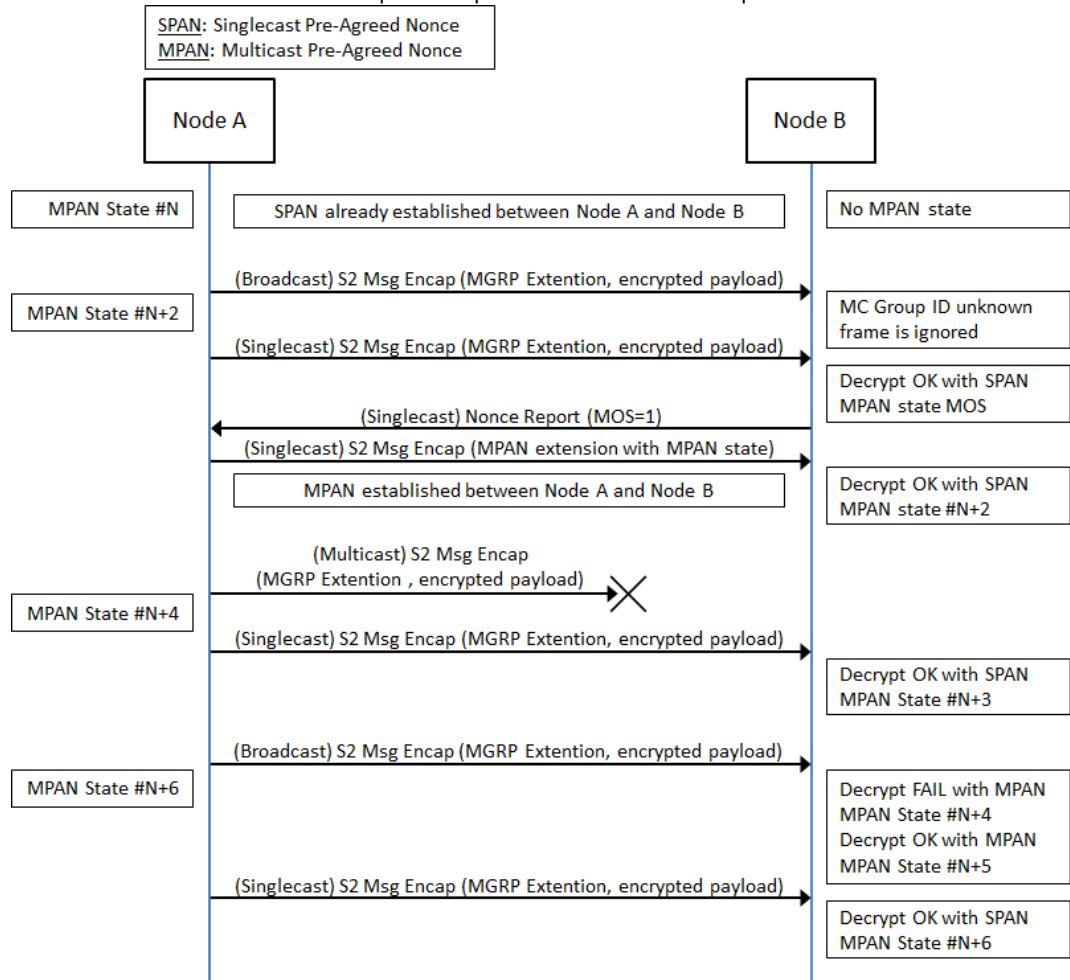 SPAN: Singlecast Pre-Agreed Nonce
MPAN: Multicast Pre-Agreed Nonce
Node A
Node B
MPAN State #N
SPAN already established between Node A and Node B
No MPAN state
(Broadcast) S2 Msg Encap (MGRP Extention, encrypted payload)
MPAN State #N+2
MC Group ID unknown
frame is ignored
(Singlecast) S2 Msg Encap (MGRP Extention, encrypted payload)
Decrypt OK with SPAN
MPAN state MOS
(Singlecast) Nonce Report (MOS=1)
(Singlecast) S2 Msg Encap (MPAN extension with MPAN state)
MPAN established between Node A and Node B
Decrypt OK with SPAN
MPAN state #N+2
(Multicast) S2 Msg Encap
(MGRP Extention , encrypted payload)
MPAN State #N+4
(Singlecast) S2 Msg Encap (MGRP Extention, encrypted payload)
Decrypt OK with SPAN
MPAN State #N+3
(Broadcast) S2 Msg Encap (MGRP Extention, encrypted payload)
MPAN State #N+6
Decrypt FAIL with MPAN
MPAN State #N+4
Decrypt OK with MPAN
MPAN State #N+5
(Singlecast) S2 Msg Encap (MGRP Extention, encrypted payload)
Decrypt OK with SPAN
MPAN State #N+6